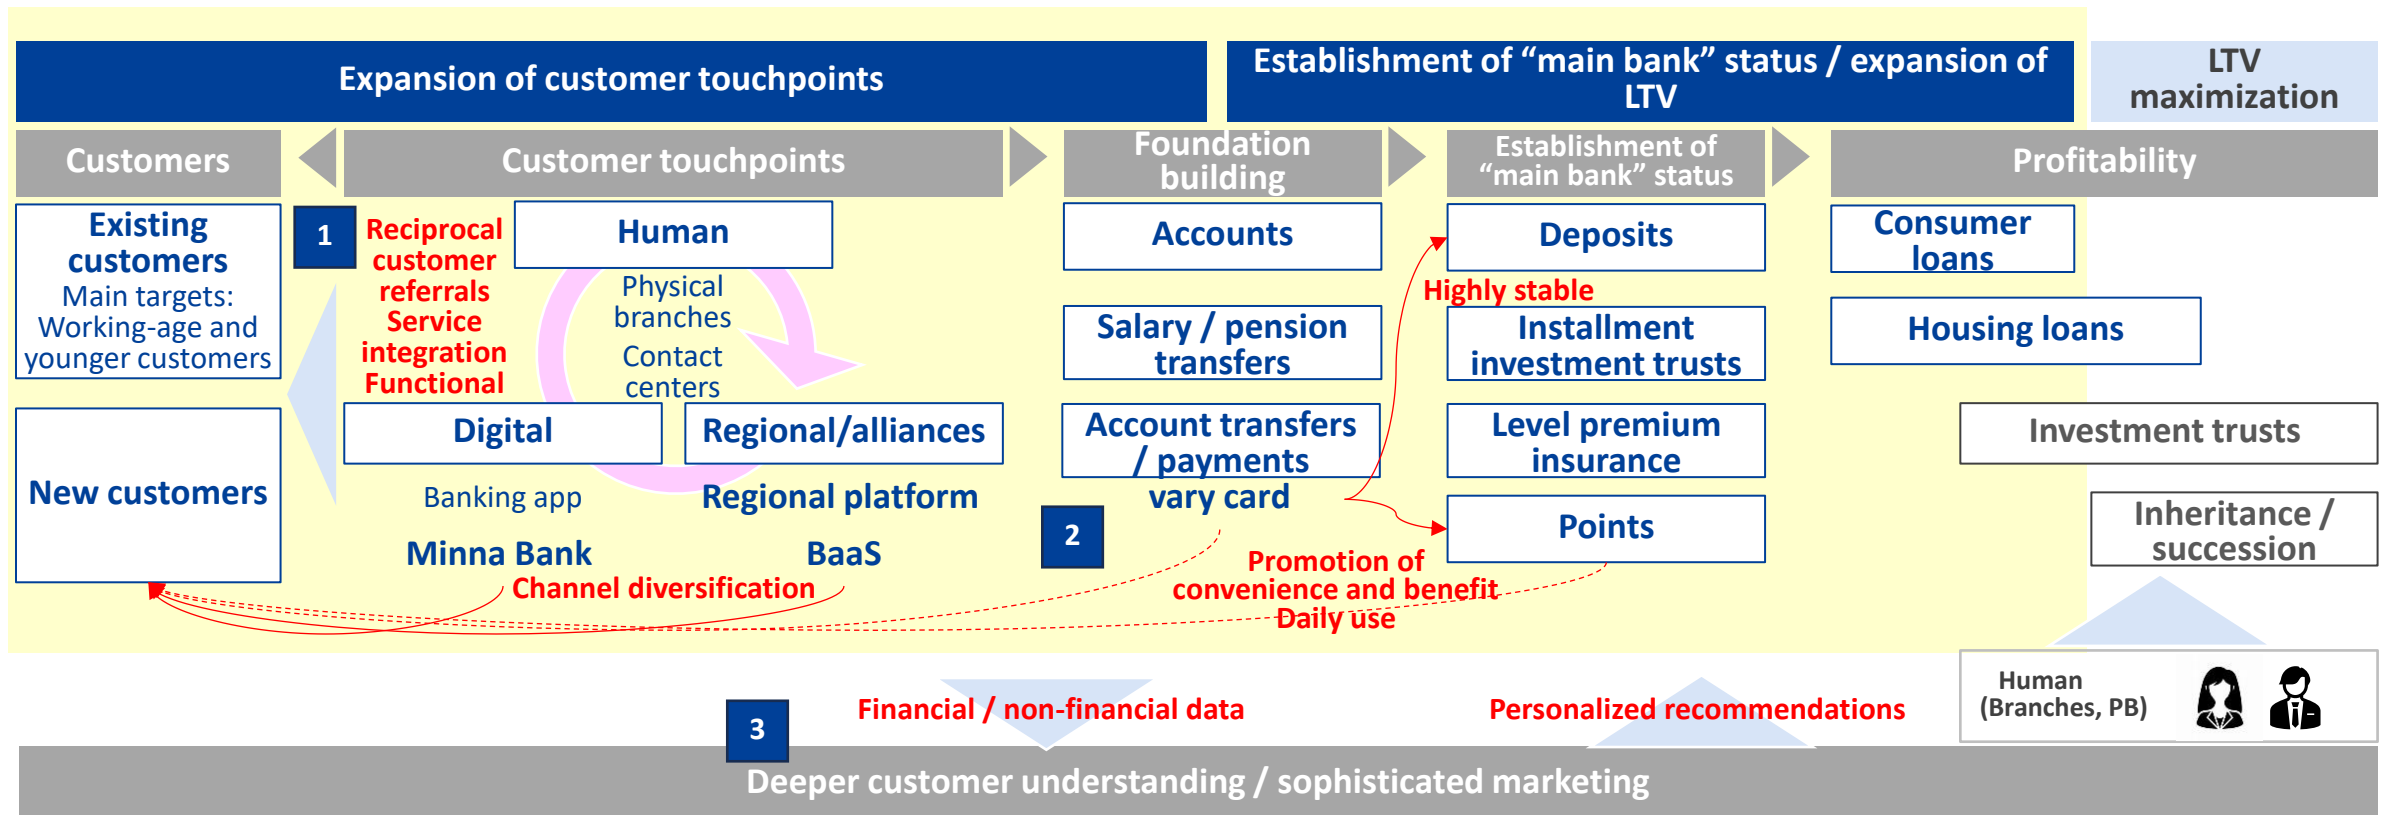 Expansion of customer touchpoints
Establishment of “main bank” status / expansion of
LTV
LTV
maximization
Customers
Customer touchpoints
Foundation
building
Establishment of
“main bank” status
Profitability
Existing
customers
Main targets:
Working-age and
younger customers
New customers
1
Reciprocal
customer
referrals
Service
integration
Functional
Human
Physical
branches
Contact
centers
Digital
Regional/alliances
Banking app
Regional platform
Minna Bank
BaaS
Channel diversification
Accounts
Salary / pension
transfers
Account transfers
/ payments
vary card
2
Deposits
Highly stable
Installment
investment trusts
Level premium
insurance
Points
Promotion of
convenience and benefit
Daily use
Consumer
loans
Housing loans
Investment trusts
Inheritance /
succession
Human
(Branches, PB)
3
Financial / non-financial data
Personalized recommendations
Deeper customer understanding / sophisticated marketing